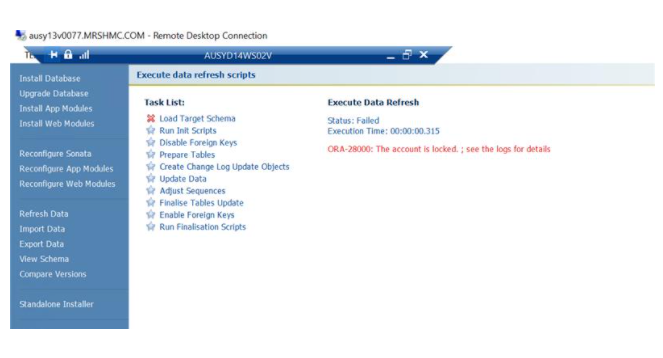 ausy13v0077.MRSHMC.COM - Remote Desktop Connection
AUSYD14WS02V
Install Database
Upgrade Database
Install App Modules
Install Web Modules
Reconfigure Sonata
Reconfigure App Modules
Reconfigure Web Modules
Refresh Data
Import Data
Export Data
View Schema
Compare Versions
Standalone Installer
Execute data refresh scripts
Task List:
Load Target Schema
Run Init Scripts
Disable Foreign Keys
Prepare Tables
Create Change Log Update Objects
Update Data
Adjust Sequences
Finalise Tables Update
Enable Foreign Keys
Run Finalisation Scripts
Execute Data Refresh
Status: Failed
Execution Time: 00:00:00.315
ORA-28000: The account is locked. ; see the logs for details